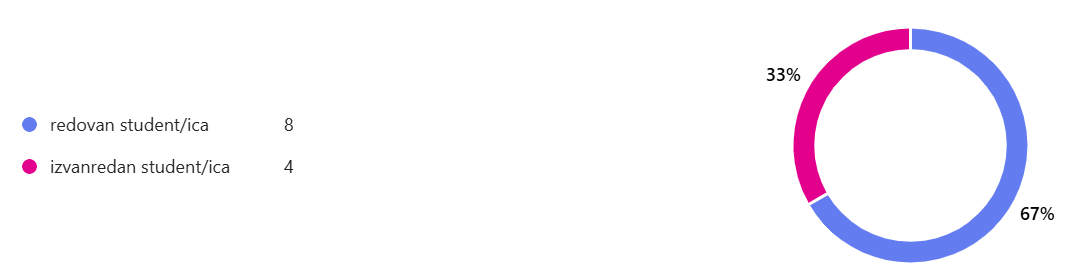 redovan student/ica 8
izvanredan student/ica 4
33%
67%